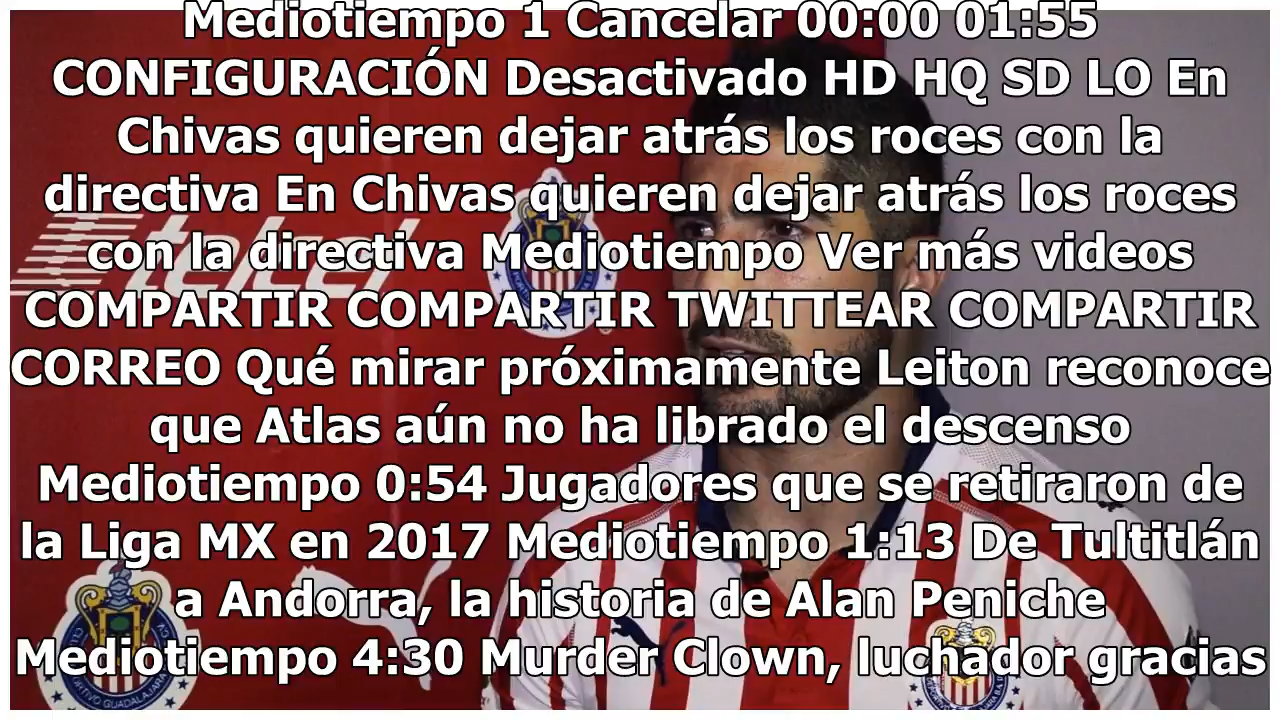 Mediotiempo 1 Cancelar 00:00 01:55
CONFIGURACIÓN Desactivado HD HQ SD LO En
Chivas quieren dejar atrás los roces con la
directiva En Chivas quieren dejar atrás los roces
con la directiva Mediotiempo Ver más videos
COMPARTIR COMPARTIR TWITTEAR COMPARTIR
CORREO Qué mirar próximamente Leiton reconoce
que Atlas aún no ha librado el descenso
Mediotiempo 0:54 Jugadores que se retiraron de
la Liga MX en 2017 Mediotiempo 1:13 De Tultitlán
a Andorra, la historia de Alan Peniche
Mediotiempo 4:30 Murder Clown, luchador gracias
telcel